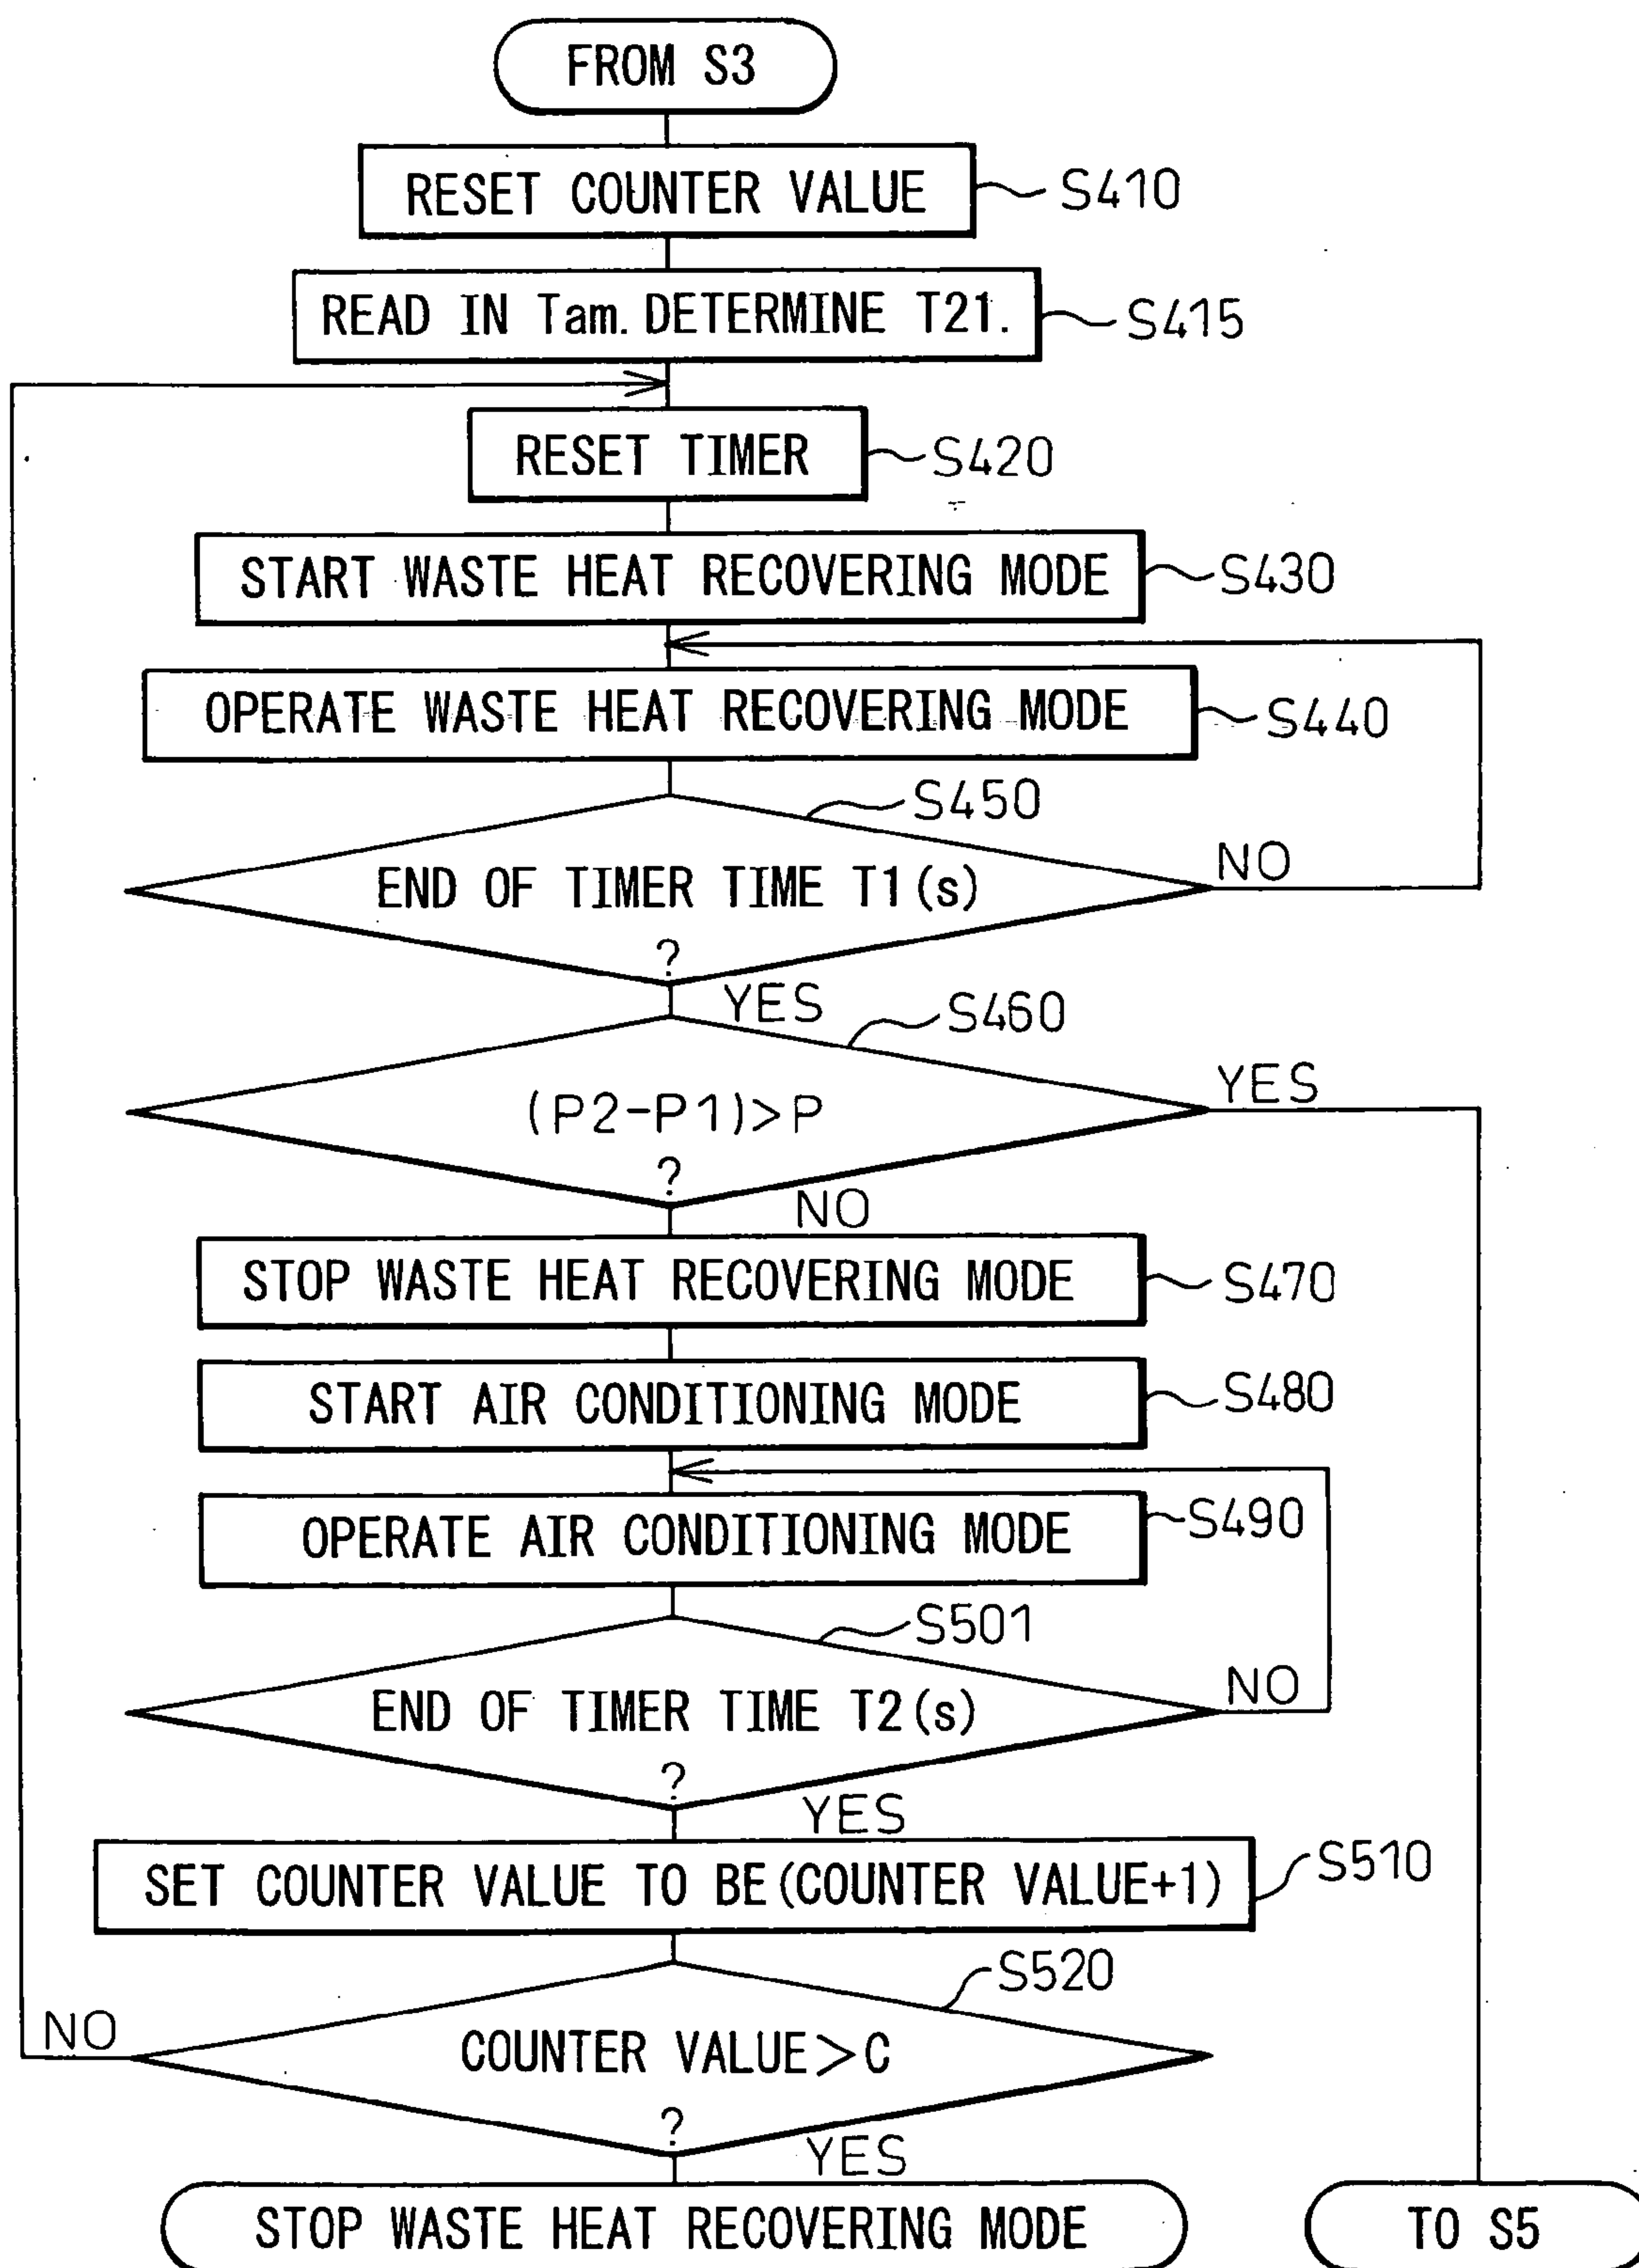 FROM S3
RESET COUNTER VALUE
S410
READ IN Tam. DETERMINE T21.
S415
RESET TIMER
S420
START WASTE HEAT RECOVERING MODE
S430
OPERATE WASTE HEAT RECOVERING MODE
S440
S450
END OF TIMER TIME T1(s)
?
NO
YES
S460
(P2-P1)>P
?
YES
NO
STOP WASTE HEAT RECOVERING MODE
S470
START AIR CONDITIONING MODE
S480
OPERATE AIR CONDITIONING MODE
S490
S501
END OF TIMER TIME T2(s)
?
NO
YES
SET COUNTER VALUE TO BE(COUNTER VALUE+1)
S510
S520
COUNTER VALUE>C
?
NO
YES
STOP WASTE HEAT RECOVERING MODE
TO S5